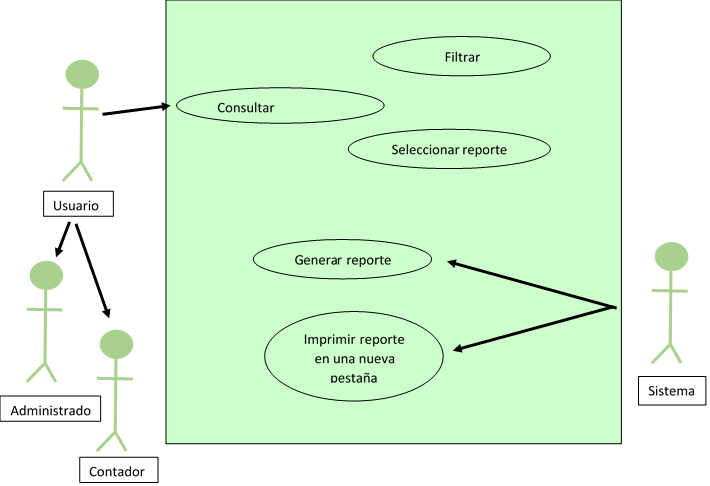 Filtrar
Consultar
Seleccionar reporte
Usuario
Generar reporte
Imprimir reporte
en una nueva
pestaña
Sistema
Administrado
Contador